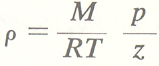 ρ = M/RT p/z